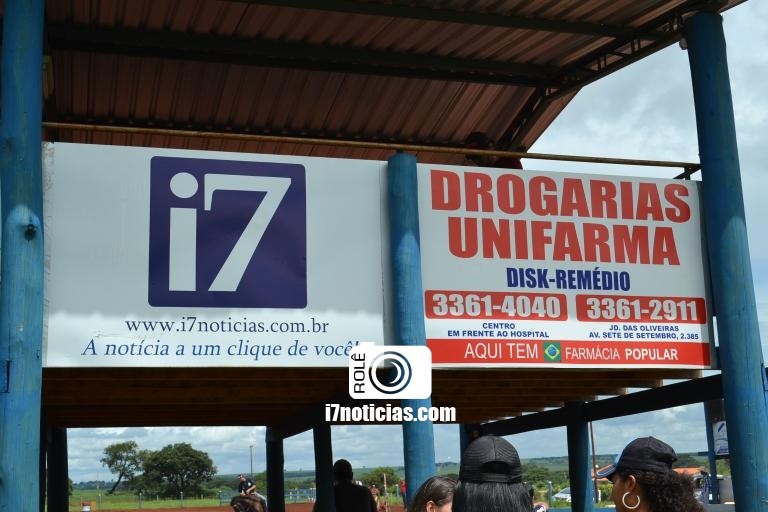 i7
www.i7noticias.com.br
A notícia a um clique de você!
DROGARIAS
UNIFARMA
DISK-REMÉDIO
3361-4040 3361-2911
CENTRO
EM FRENTE AO HOSPITAL
JD. DAS OLIVEIRAS
AV. SETE DE SETEMBRO, 2.385
AQUI TEM FARMÁCIA POPULAR
ROLÊ
i7noticias.com